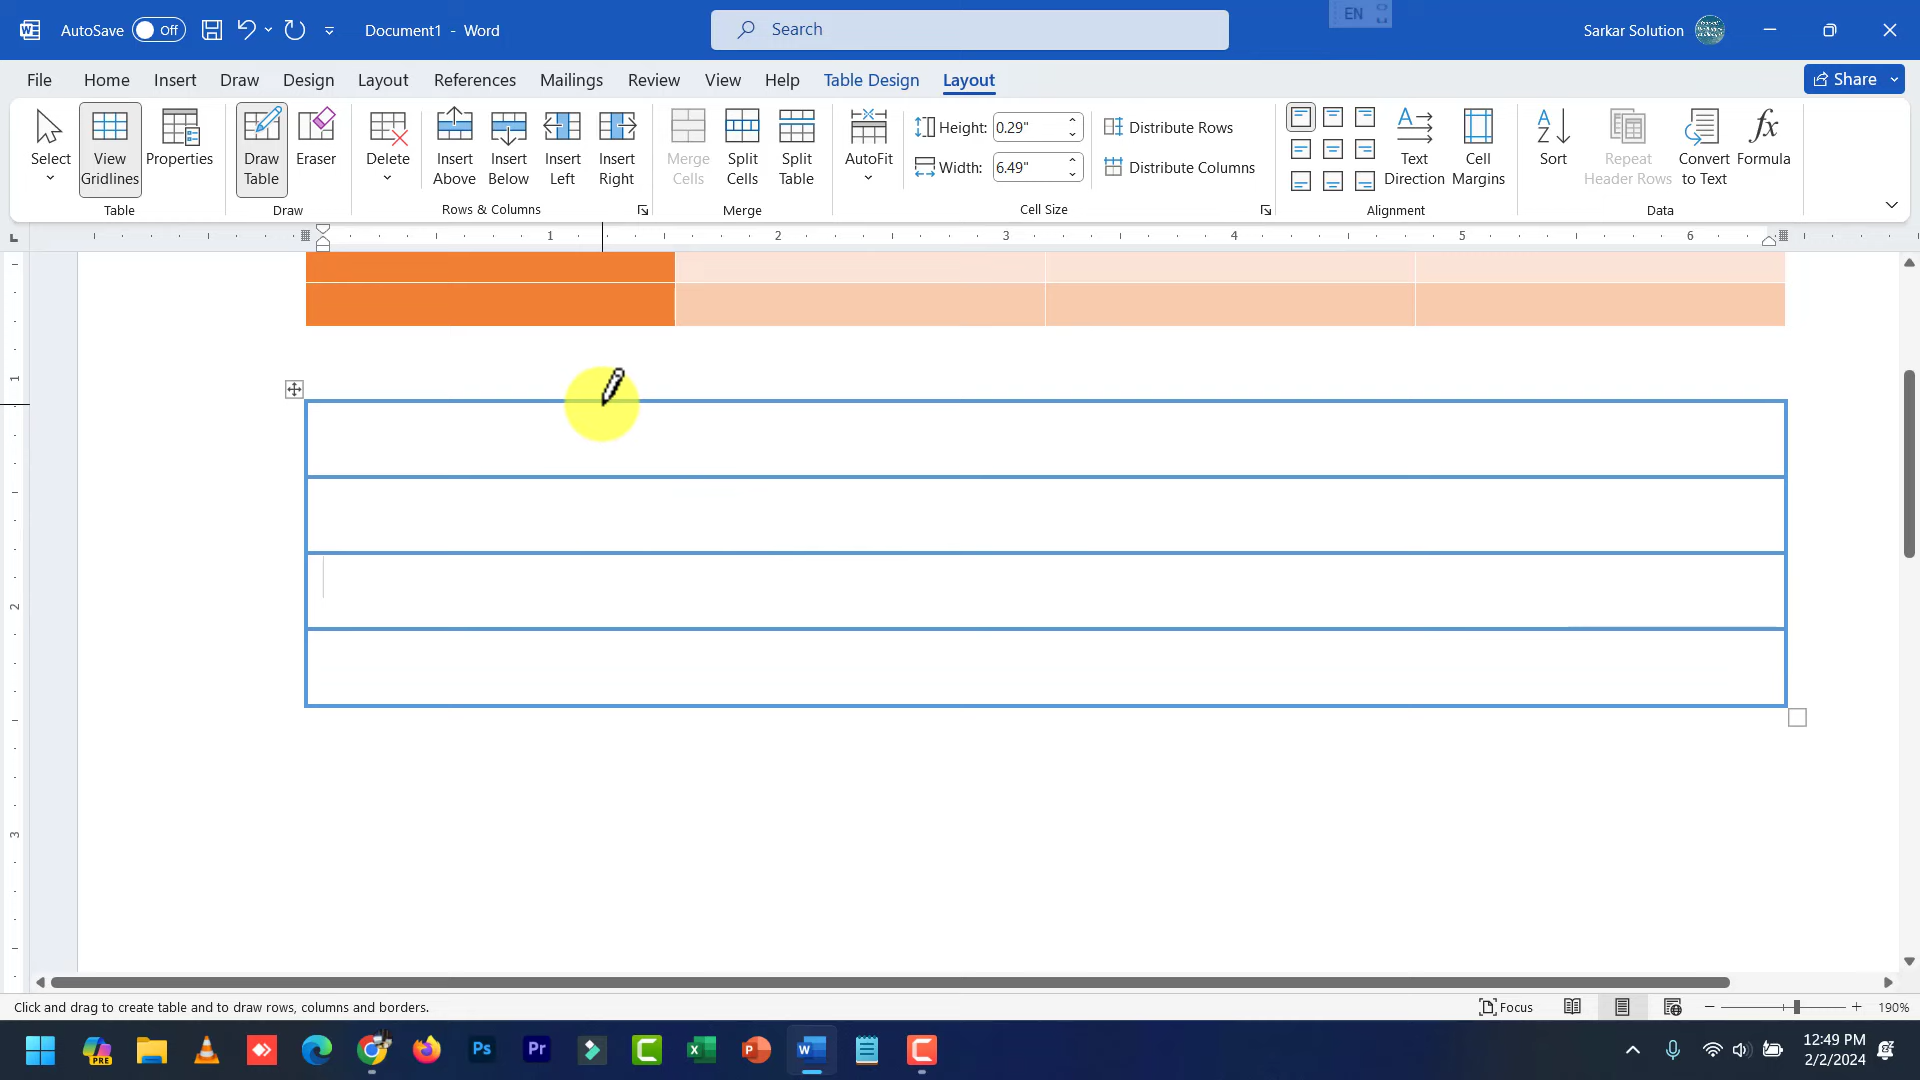 AutoSave Off Document1 - Word Search EN Sarkar Solution
File Home Insert Draw Design Layout References Mailings Review View Help Table Design Layout Share
Select View Gridlines Properties Draw Table Eraser Delete Insert Above Insert Below Insert Left Insert Right Merge Cells Split Cells Split Table AutoFit
Height: 0.29" Distribute Rows
Width: 6.49" Distribute Columns
Text Direction Cell Margins Sort Repeat Header Rows Convert to Text Formula
Table Draw Rows & Columns Merge Cell Size Alignment Data
L 1 2 3 4 5 6
1
2
3
Click and drag to create table and to draw rows, columns and borders. Focus 190%
PRE Ps Pr C X P W C 12:49 PM
2/2/2024